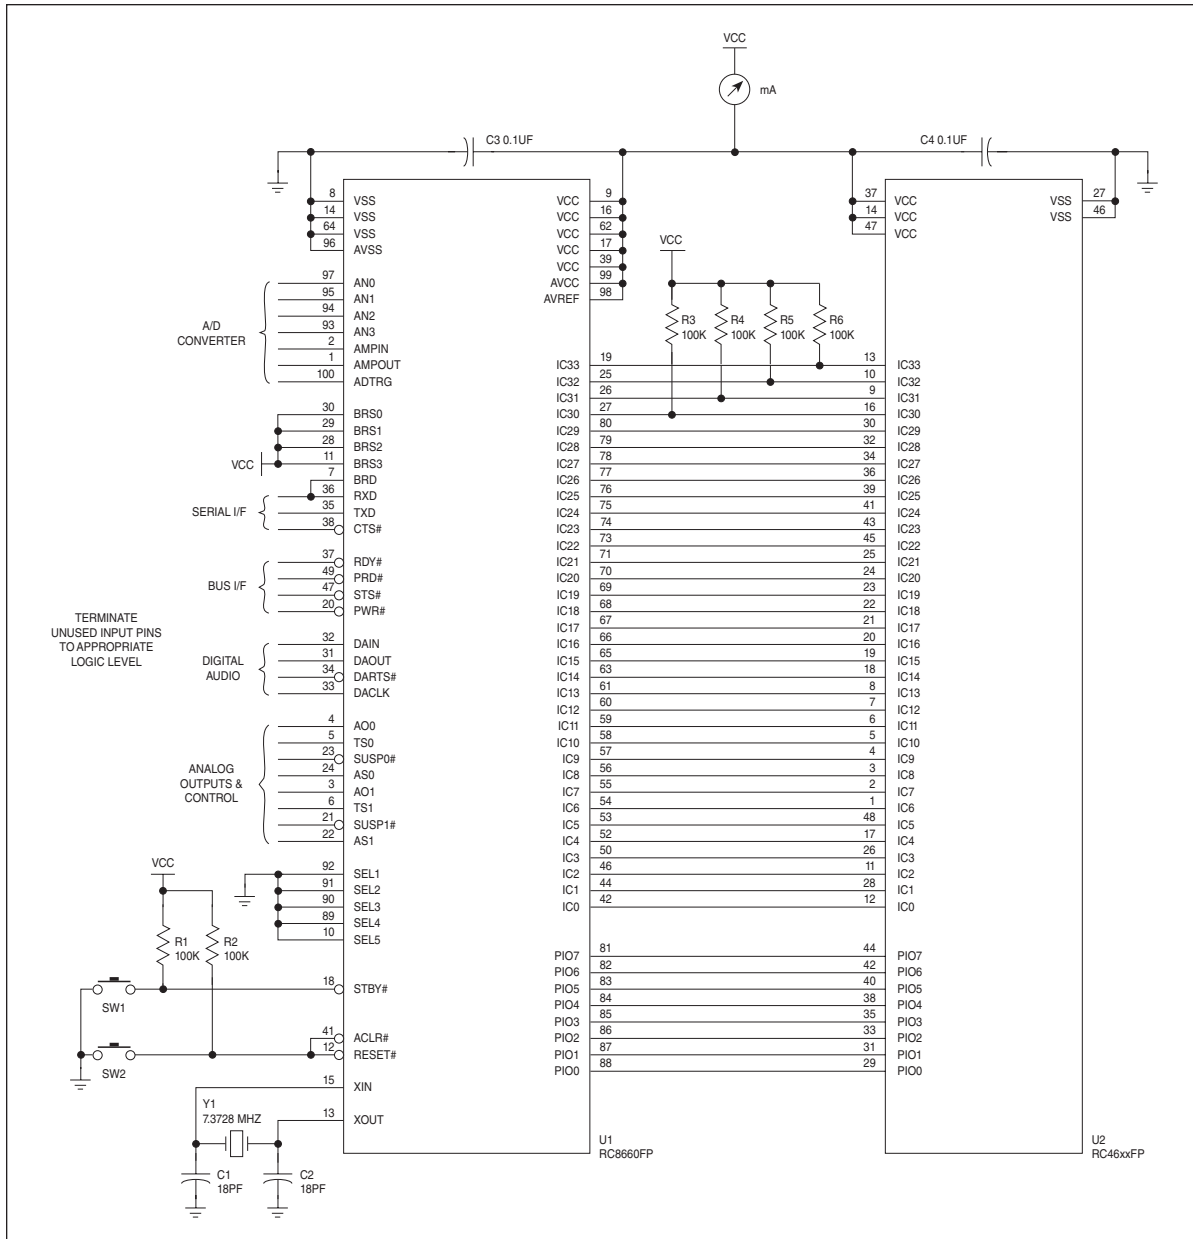 VCC
mA
C3 0.1UF
C4 0.1UF
8 VSS
14 VSS
64 VSS
96 AVSS
VCC 9
VCC 16
VCC 62
VCC 17
VCC 39
AVCC 99
AVREF 98
37 VCC
14 VCC
47 VCC
VSS 27
VSS 46
A/D
CONVERTER
97 AN0
95 AN1
94 AN2
93 AN3
2 AMPIN
1 AMPOUT
100 ADTRG
VCC
R3
100K
R4
100K
R5
100K
R6
100K
VCC
30 BRS0
29 BRS1
28 BRS2
11 BRS3
7 BRD
SERIAL I/F
36 RXD
35 TXD
38 CTS#
BUS I/F
37 RDY#
49 PRD#
47 STS#
20 PWR#
TERMINATE
UNUSED INPUT PINS
TO APPROPRIATE
LOGIC LEVEL
DIGITAL
AUDIO
32 DAIN
31 DAOUT
34 DARTS#
33 DACLK
ANALOG
OUTPUTS &
CONTROL
4 AO0
5 TS0
23 SUSP0#
24 AS0
3 AO1
6 TS1
21 SUSP1#
22 AS1
92 SEL1
91 SEL2
90 SEL3
89 SEL4
10 SEL5
VCC
R1
100K
R2
100K
SW1
18 STBY#
SW2
41 ACLR#
12 RESET#
15 XIN
13 XOUT
Y1
7.3728 MHZ
C1
18PF
C2
18PF
IC33 19 13 IC33
IC32 25 10 IC32
IC31 26 9 IC31
IC30 27 16 IC30
IC29 80 30 IC29
IC28 79 32 IC28
IC27 78 34 IC27
IC26 77 36 IC26
IC25 76 39 IC25
IC24 75 41 IC24
IC23 74 43 IC23
IC22 73 45 IC22
IC21 71 25 IC21
IC20 70 24 IC20
IC19 69 23 IC19
IC18 68 22 IC18
IC17 67 21 IC17
IC16 66 20 IC16
IC15 65 19 IC15
IC14 63 18 IC14
IC13 61 8 IC13
IC12 60 7 IC12
IC11 59 6 IC11
IC10 58 5 IC10
IC9 57 4 IC9
IC8 56 3 IC8
IC7 55 2 IC7
IC6 54 1 IC6
IC5 53 48 IC5
IC4 52 17 IC4
IC3 50 26 IC3
IC2 46 11 IC2
IC1 44 28 IC1
IC0 42 12 IC0
PIO7 81 44 PIO7
PIO6 82 42 PIO6
PIO5 83 40 PIO5
PIO4 84 38 PIO4
PIO3 85 35 PIO3
PIO2 86 33 PIO2
PIO1 87 31 PIO1
PIO0 88 29 PIO0
U1
RC8660FP
U2
RC46xxFP